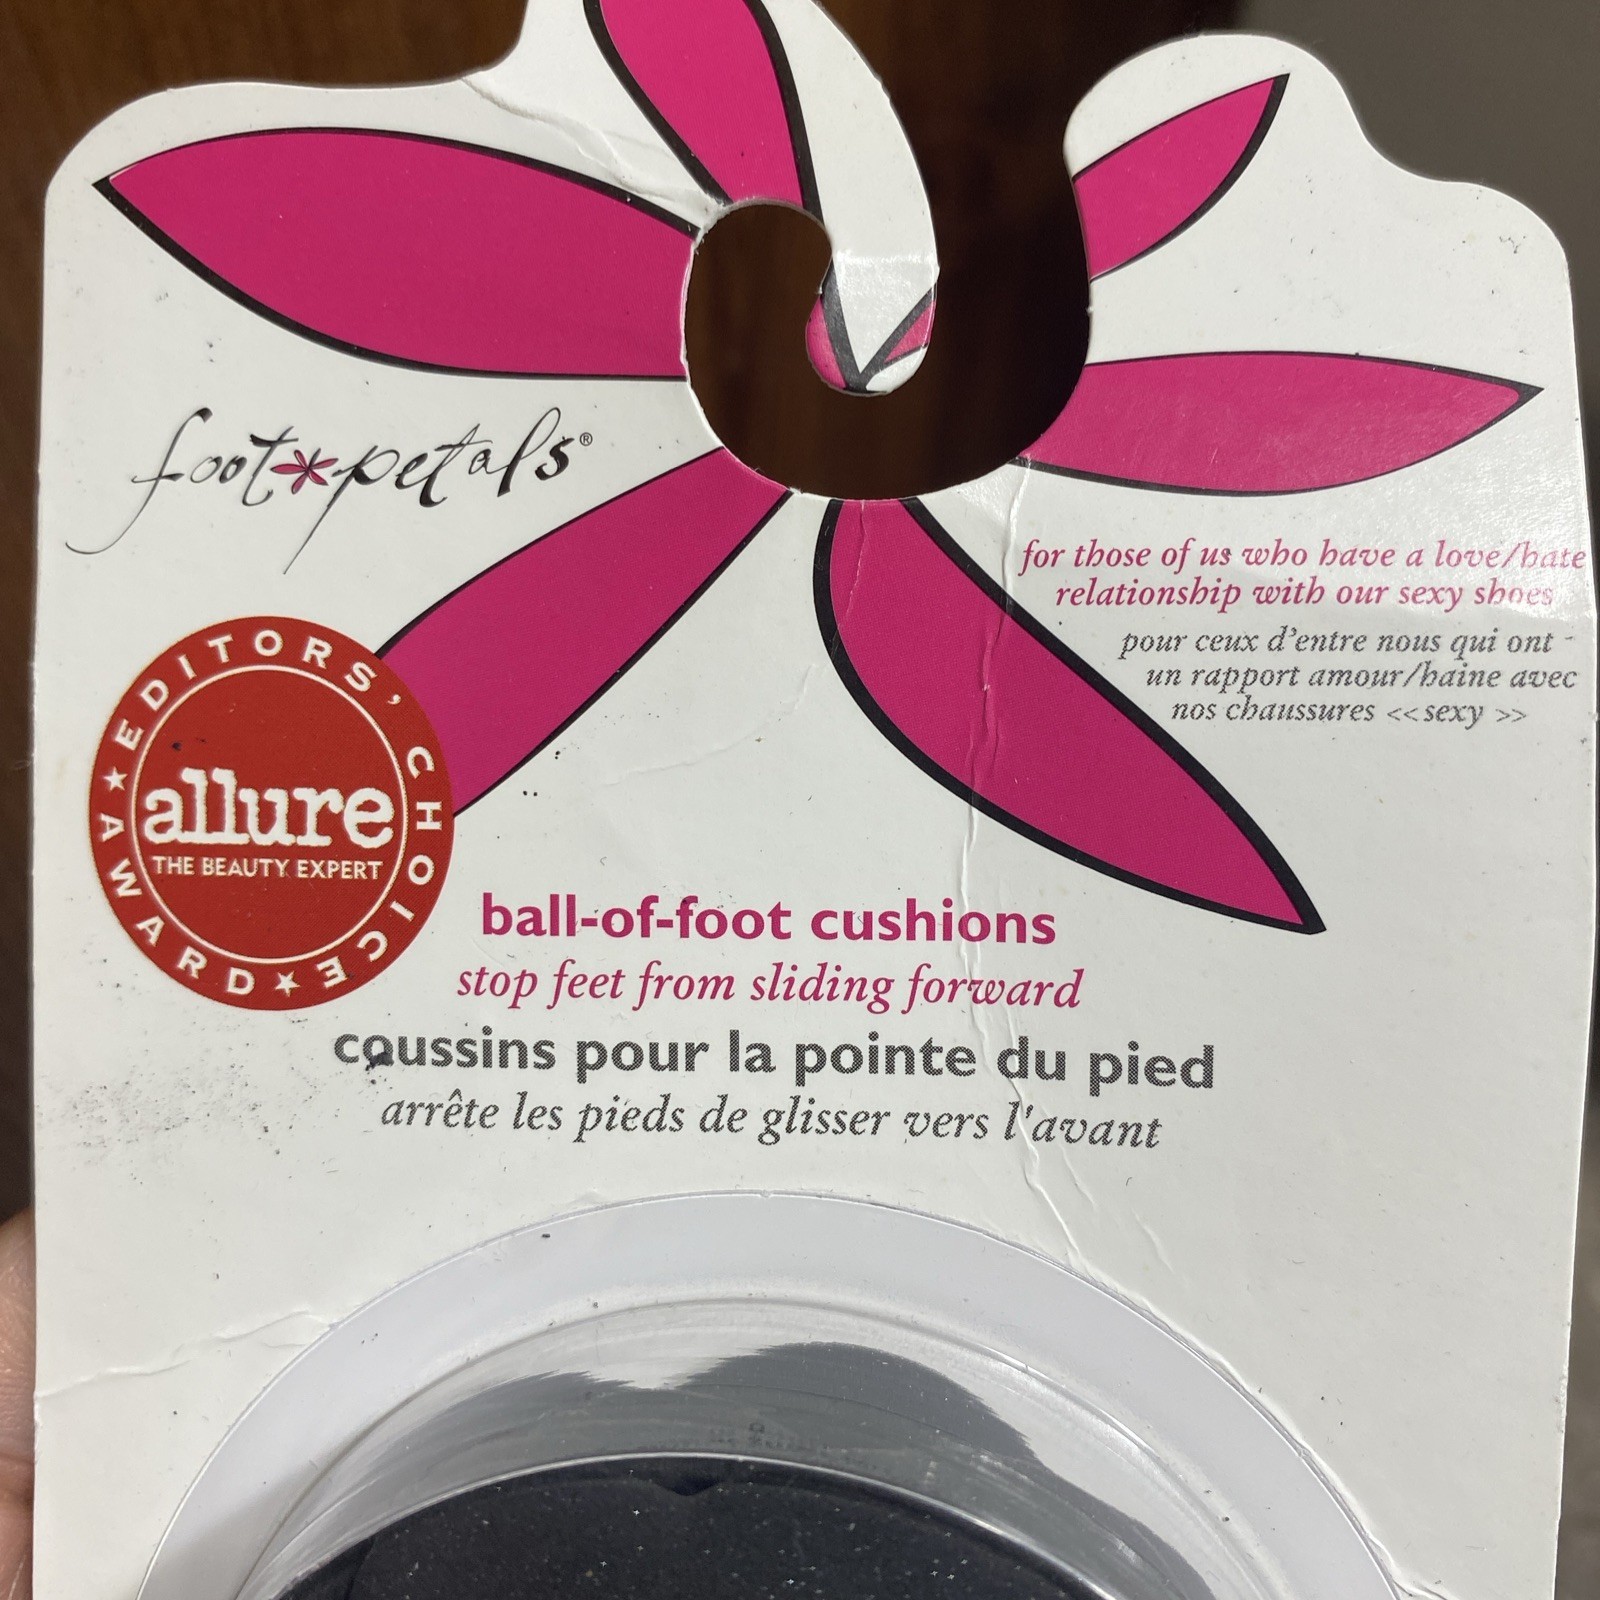 foot*petals®
for those of us who have a love/hate
relationship with our sexy shoes
pour ceux d'entre nous qui ont -
un rapport amour/haine avec
nos chaussures <<sexy >>
★ EDITORS' CHOICE ★ AWARD
allure
THE BEAUTY EXPERT
ball-of-foot cushions
stop feet from sliding forward
coussins pour la pointe du pied
arrête les pieds de glisser vers l'avant